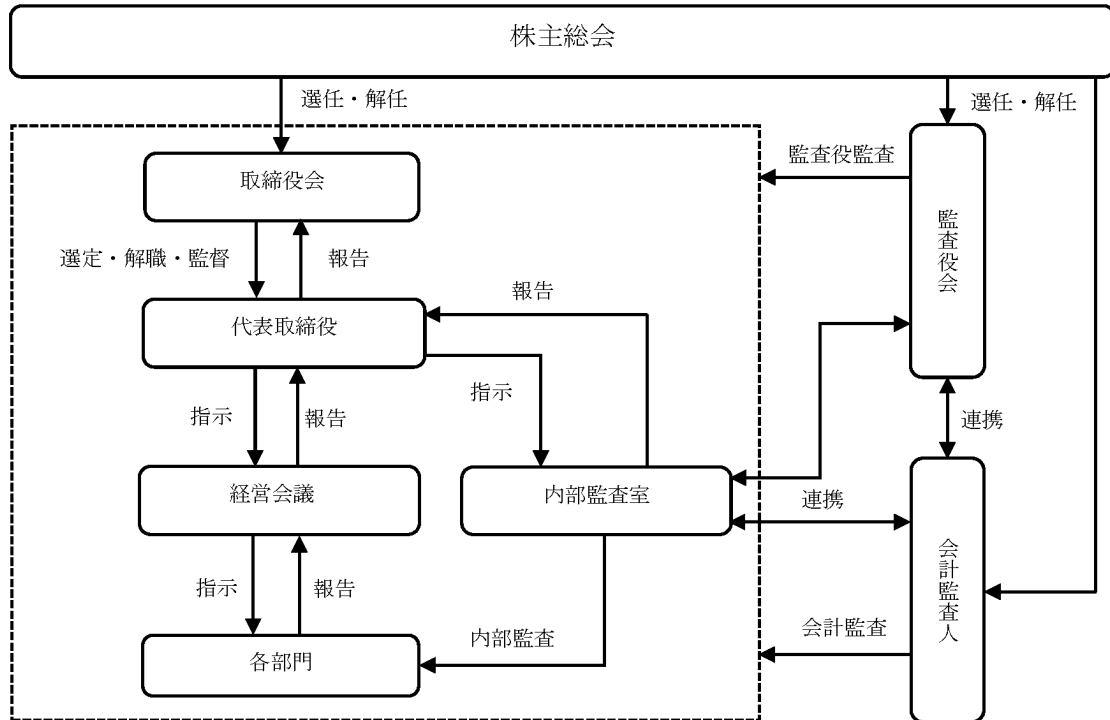 株主総会
選任・解任
選任・解任
監査役監査
取締役会
監査役会
選定・解職・監督
報告
報告
代表取締役
指示
報告
指示
連携
経営会議
内部監査室
連携
会計監査人
指示
報告
会計監査
内部監査
各部門